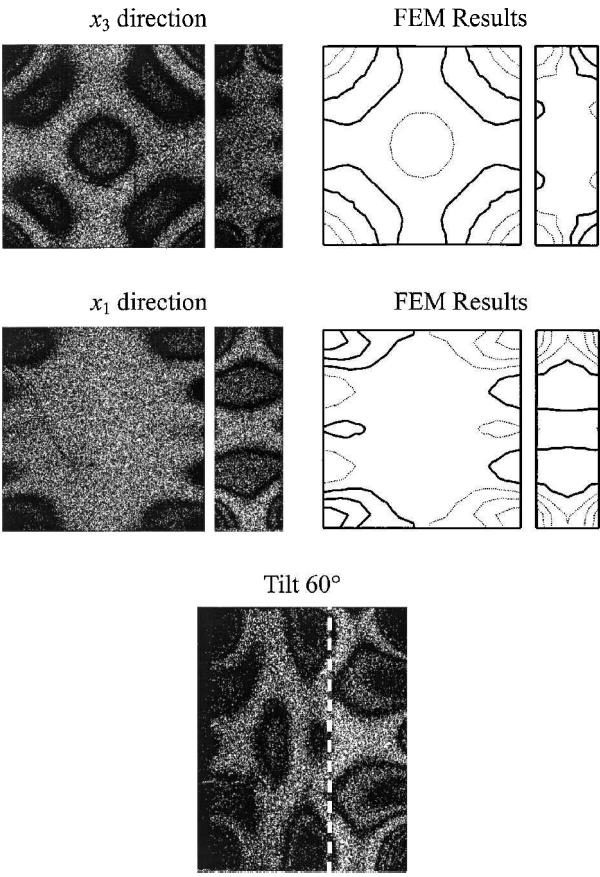 x₃ direction
FEM Results
x₁ direction
FEM Results
Tilt 60°